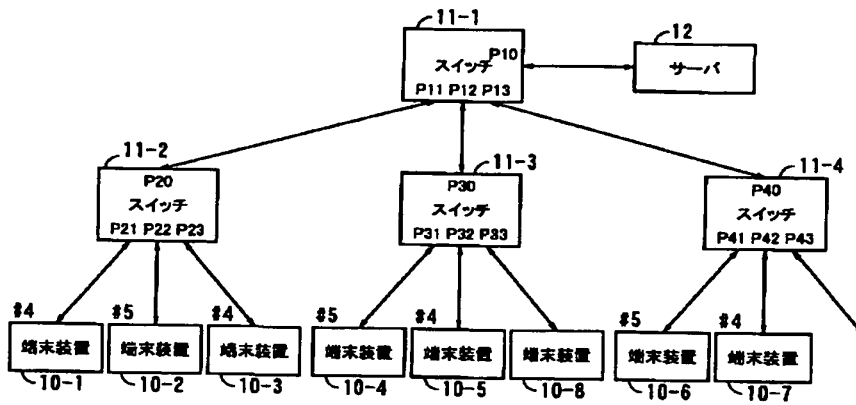 11-1
12
P10
スイッチ
サーバ
P11 P12 P13
11-2
11-3
11-4
P20
スイッチ
P21 P22 P23
P30
スイッチ
P31 P32 P33
P40
スイッチ
P41 P42 P43
#4
#5
#4
#5
#4
#5
#4
端末装置
端末装置
端末装置
端末装置
端末装置
端末装置
端末装置
端末装置
10-1
10-2
10-3
10-4
10-5
10-8
10-6
10-7